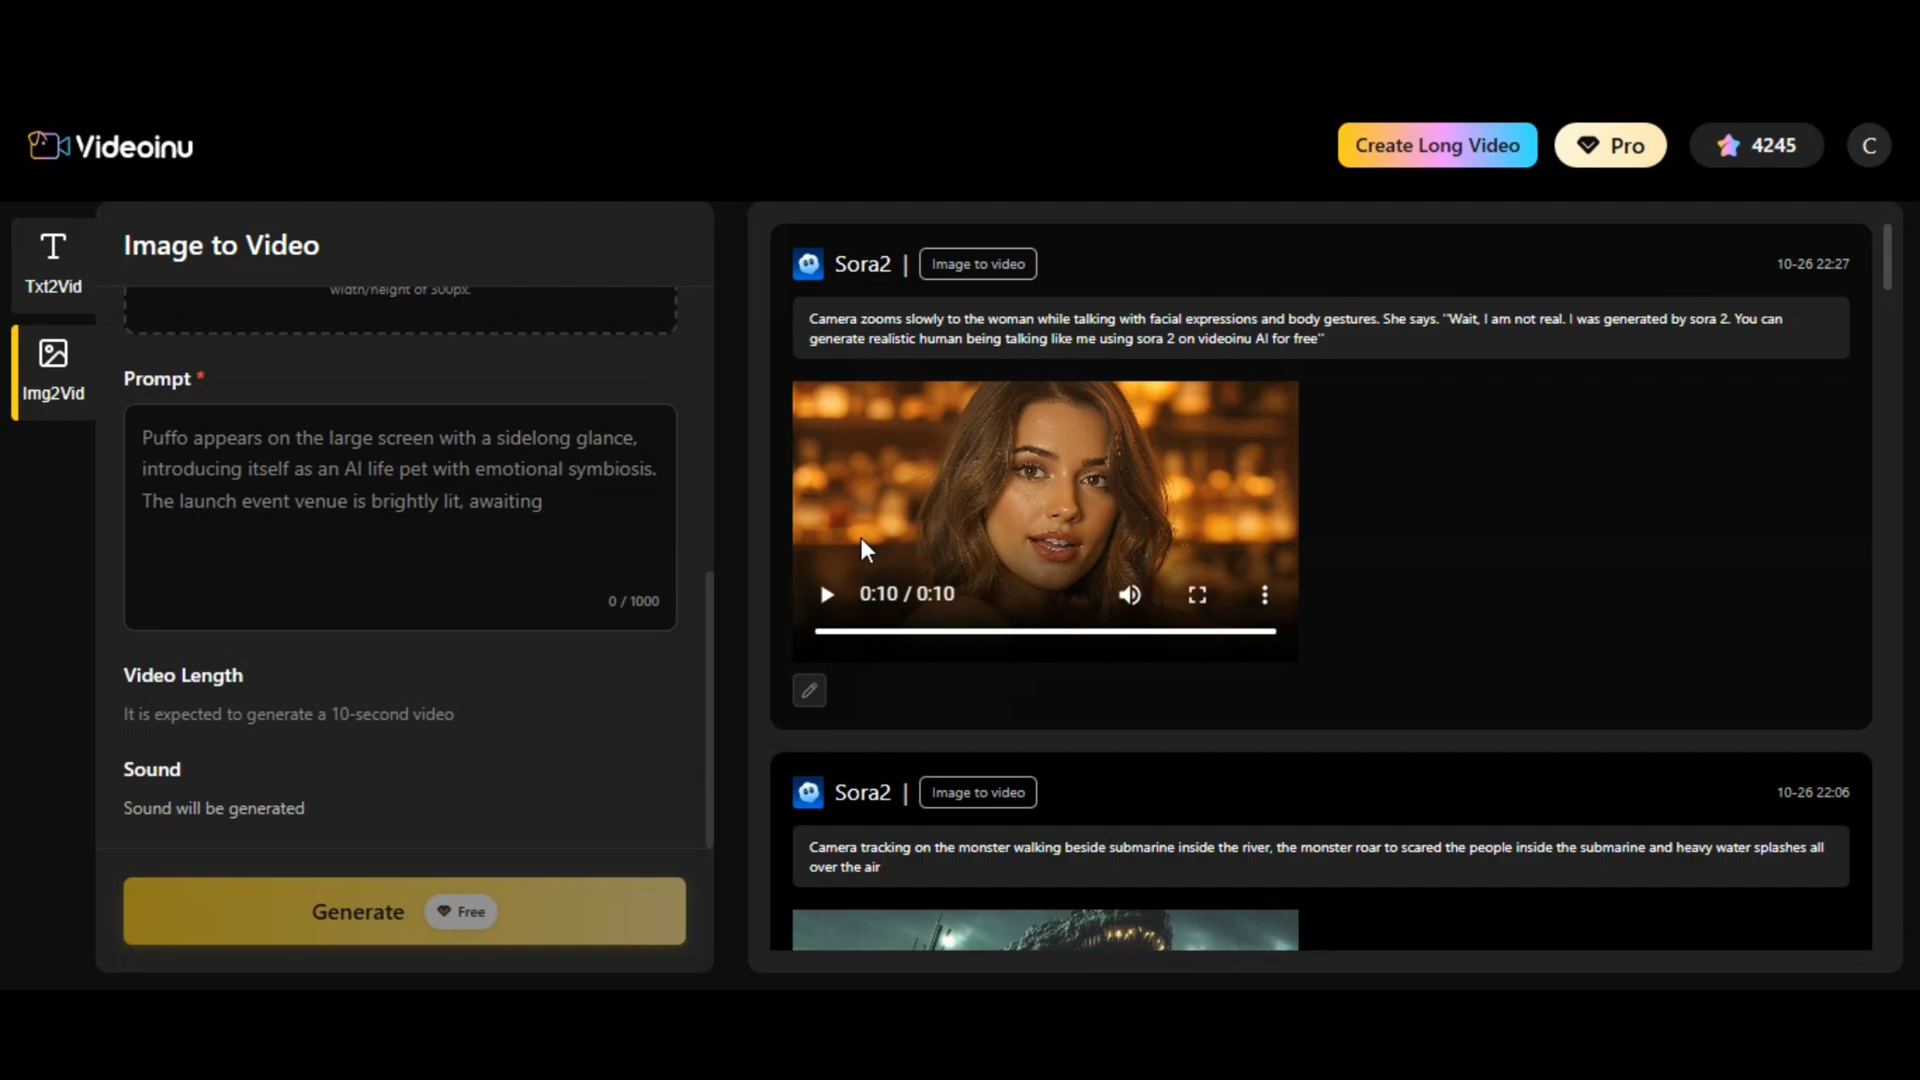 Videoinu
Create Long Video
Pro
4245
C
Txt2Vid
Img2Vid
Image to Video
width/height of 300px.
Prompt *
Puffo appears on the large screen with a sidelong glance,
introducing itself as an AI life pet with emotional symbiosis.
The launch event venue is brightly lit, awaiting
0 / 1000
Video Length
It is expected to generate a 10-second video
Sound
Sound will be generated
Generate
Free
Sora2 | Image to video
10-26 22:27
Camera zooms slowly to the woman while talking with facial expressions and body gestures. She says. "Wait, I am not real. I was generated by sora 2. You can
generate realistic human being talking like me using sora 2 on videoinu AI for free"
0:10 / 0:10
Sora2 | Image to video
10-26 22:06
Camera tracking on the monster walking beside submarine inside the river, the monster roar to scared the people inside the submarine and heavy water splashes all
over the air